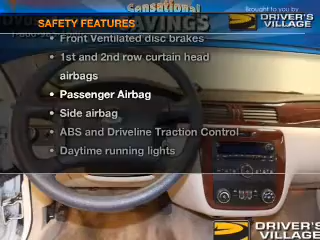 Sensational
SAVINGS
SAFETY FEATURES
Brought to you by
DRIVER'S
VILLAGE
• Front Ventilated disc brakes
• 1st and 2nd row curtain head
airbags
• Passenger Airbag
• Side airbag
• ABS and Driveline Traction Control
• Daytime running lights
DRIVER'S
VILLAGE